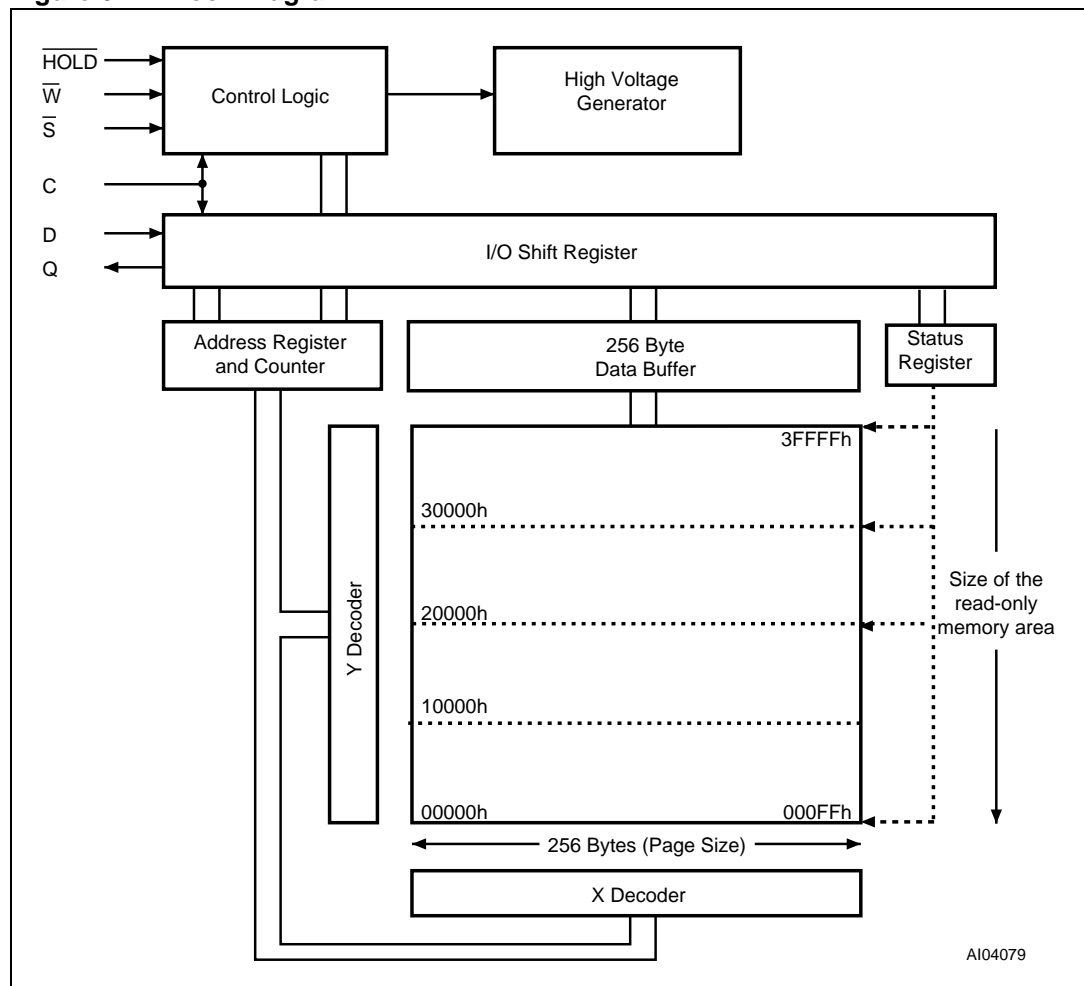 HOLD
W
S
C
D
Q
Control Logic
High Voltage
Generator
I/O Shift Register
Address Register
and Counter
256 Byte
Data Buffer
Status
Register
3FFFFh
30000h
20000h
10000h
00000h
000FFh
Y Decoder
Size of the
read-only
memory area
256 Bytes (Page Size)
X Decoder
AI04079